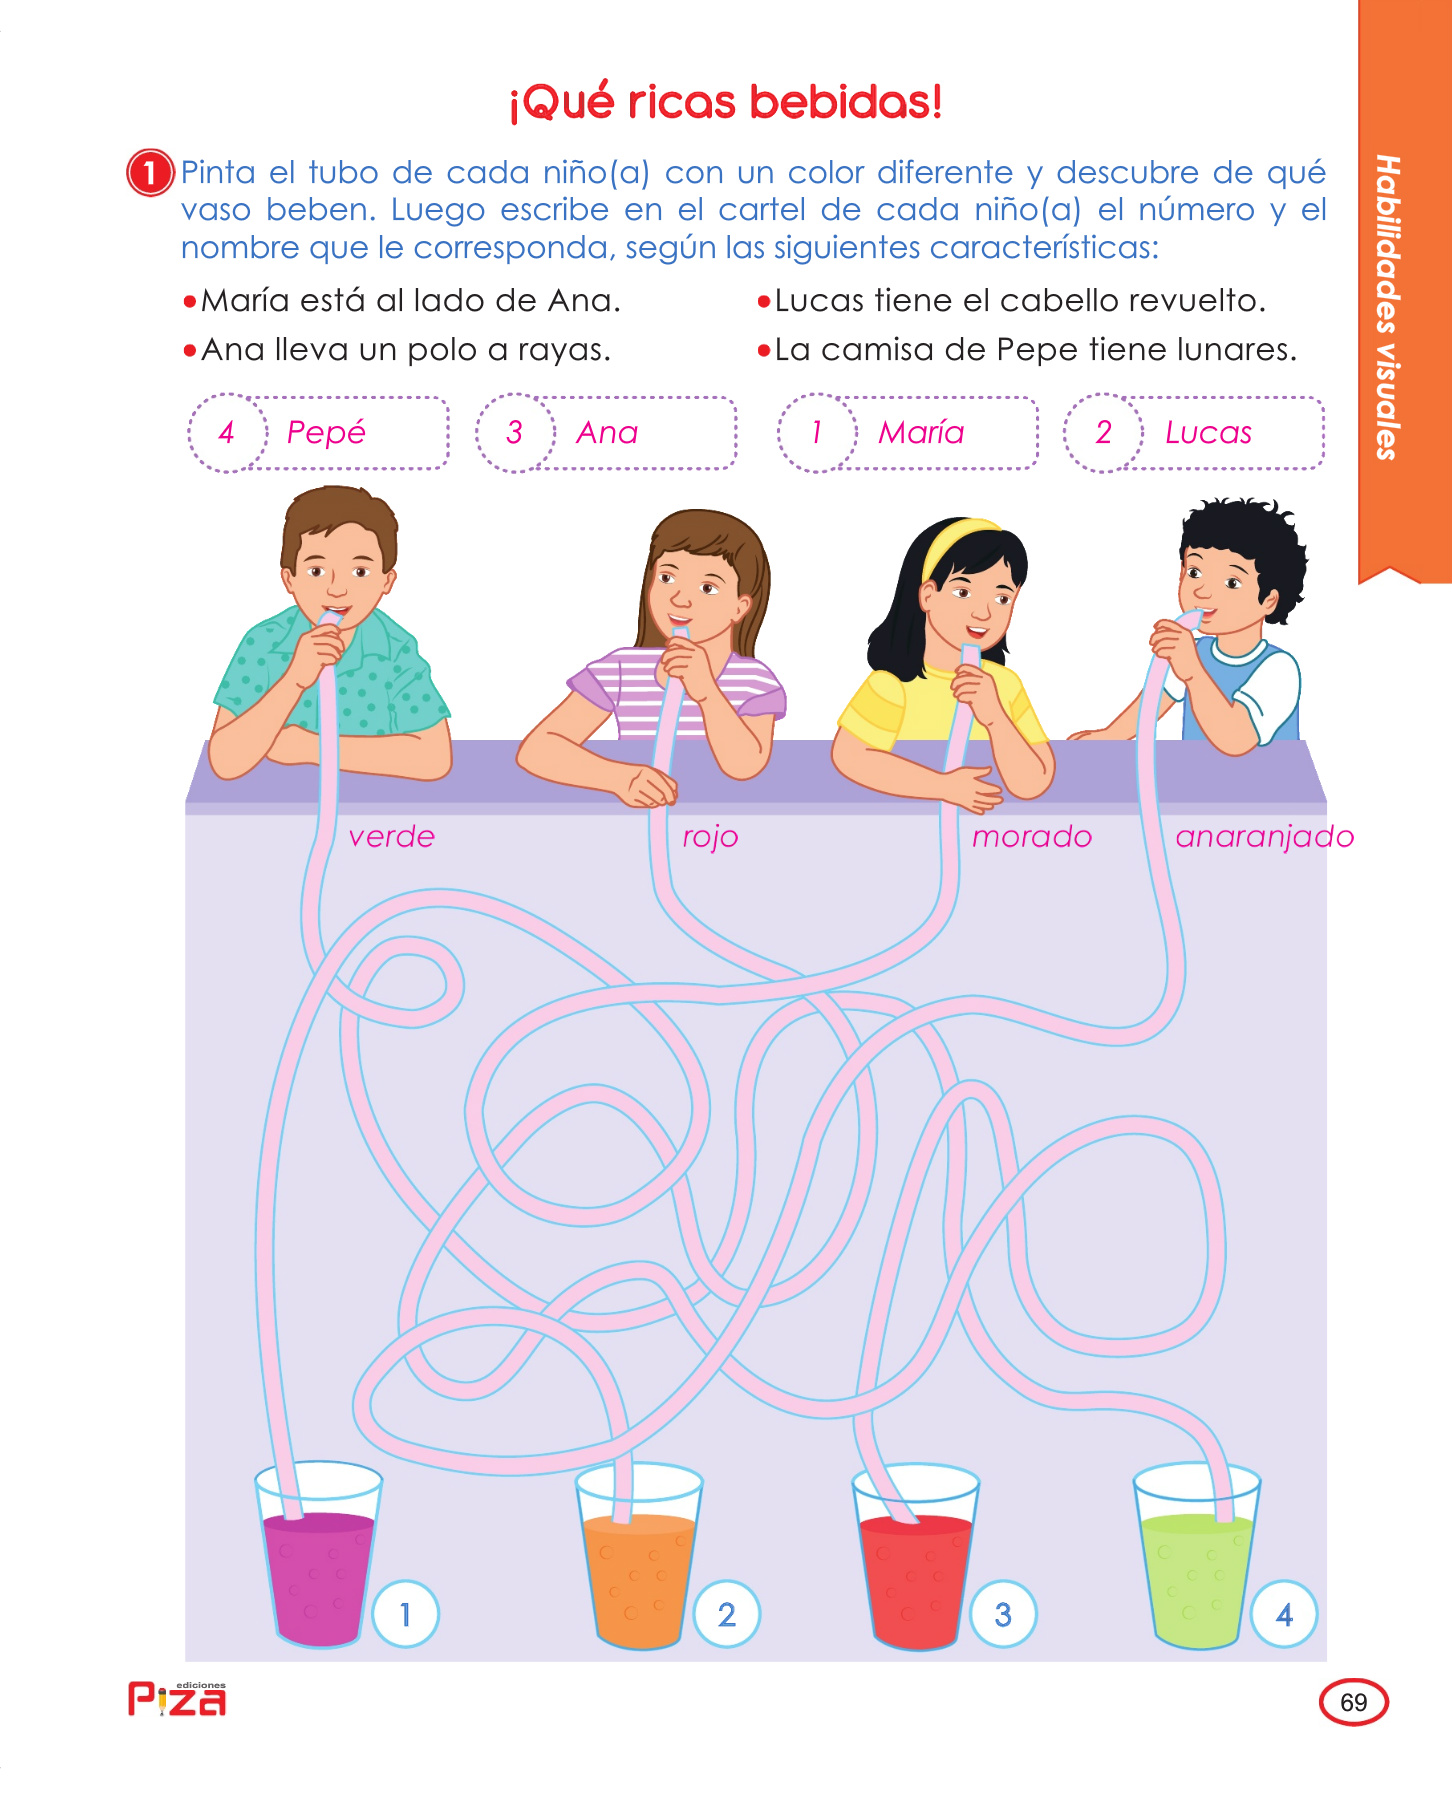 ¡Qué ricas bebidas!
1 Pinta el tubo de cada niño(a) con un color diferente y descubre de qué
vaso beben. Luego escribe en el cartel de cada niño(a) el número y el
nombre que le corresponda, según las siguientes características:
•María está al lado de Ana.
•Lucas tiene el cabello revuelto.
•Ana lleva un polo a rayas.
•La camisa de Pepe tiene lunares.
4 Pepé
3 Ana
1 María
2 Lucas
verde
rojo
morado
anaranjado
1
2
3
4
Habilidades visuales
ediciones
Piza
69